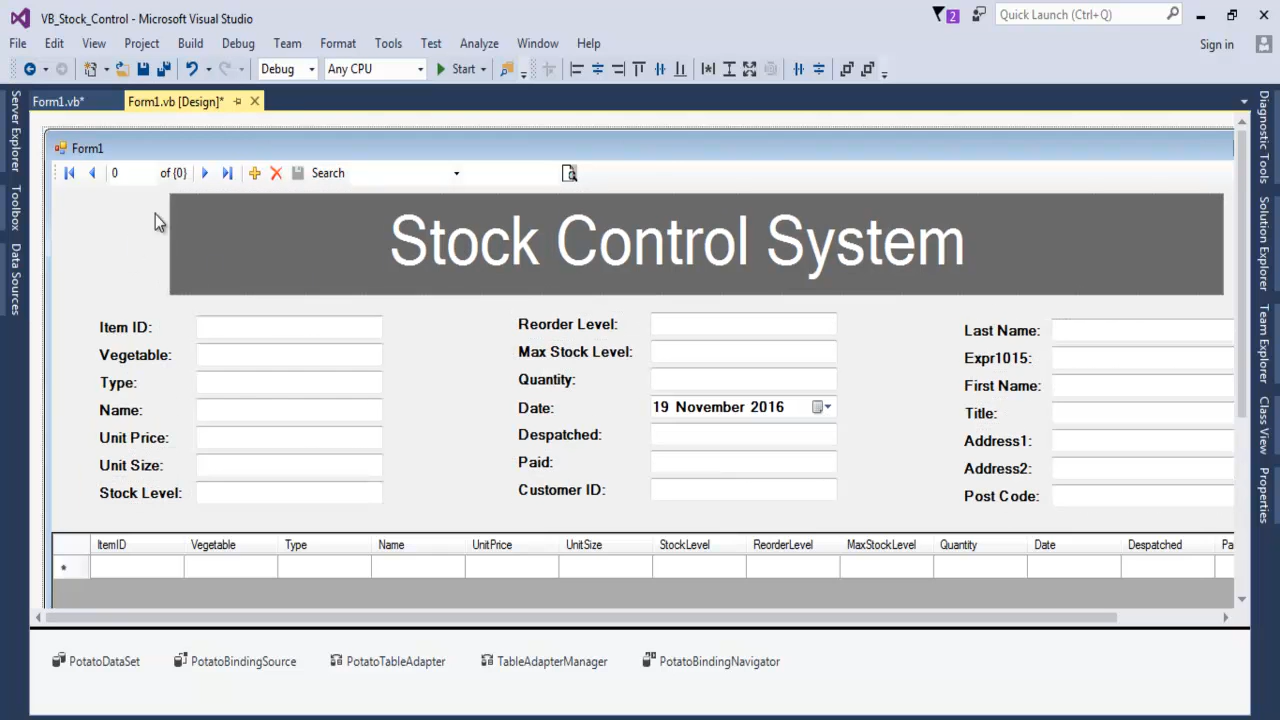 VB_Stock_Control - Microsoft Visual Studio
2
Quick Launch (Ctrl+Q)
File Edit View Project Build Debug Team Format Tools Test Analyze Window Help
Sign in
Debug Any CPU Start
Form1.vb* Form1.vb [Design]*
Server Explorer
Toolbox
Data Sources
Form1
0 of {0} Search
Stock Control System
Item ID: Reorder Level: Last Name:
Vegetable: Max Stock Level: Expr1015:
Type: Quantity: First Name:
Name: Date: 19 November 2016 Title:
Unit Price: Despatched: Address1:
Unit Size: Paid: Address2:
Stock Level: Customer ID: Post Code:
ItemID Vegetable Type Name UnitPrice UnitSize StockLevel ReorderLevel MaxStockLevel Quantity Date Despatched Pa
PotatoDataSet PotatoBindingSource PotatoTableAdapter TableAdapterManager PotatoBindingNavigator
Diagnostic Tools
Solution Explorer
Team Explorer
Class View
Properties